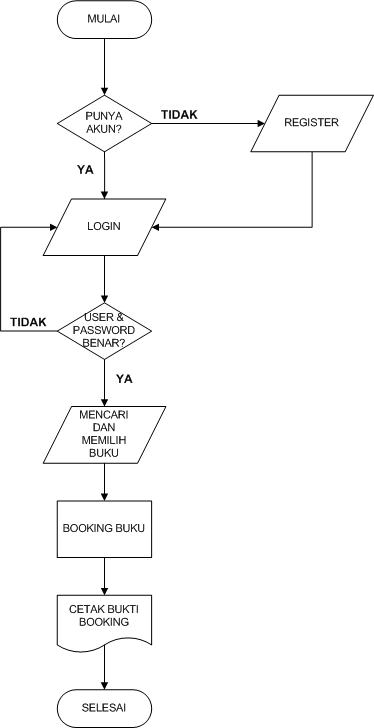 MULAI
PUNYA
AKUN?
TIDAK
REGISTER
YA
LOGIN
USER &
PASSWORD
BENAR?
TIDAK
YA
MENCARI
DAN
MEMILIH
BUKU
BOOKING BUKU
CETAK BUKTI
BOOKING
SELESAI